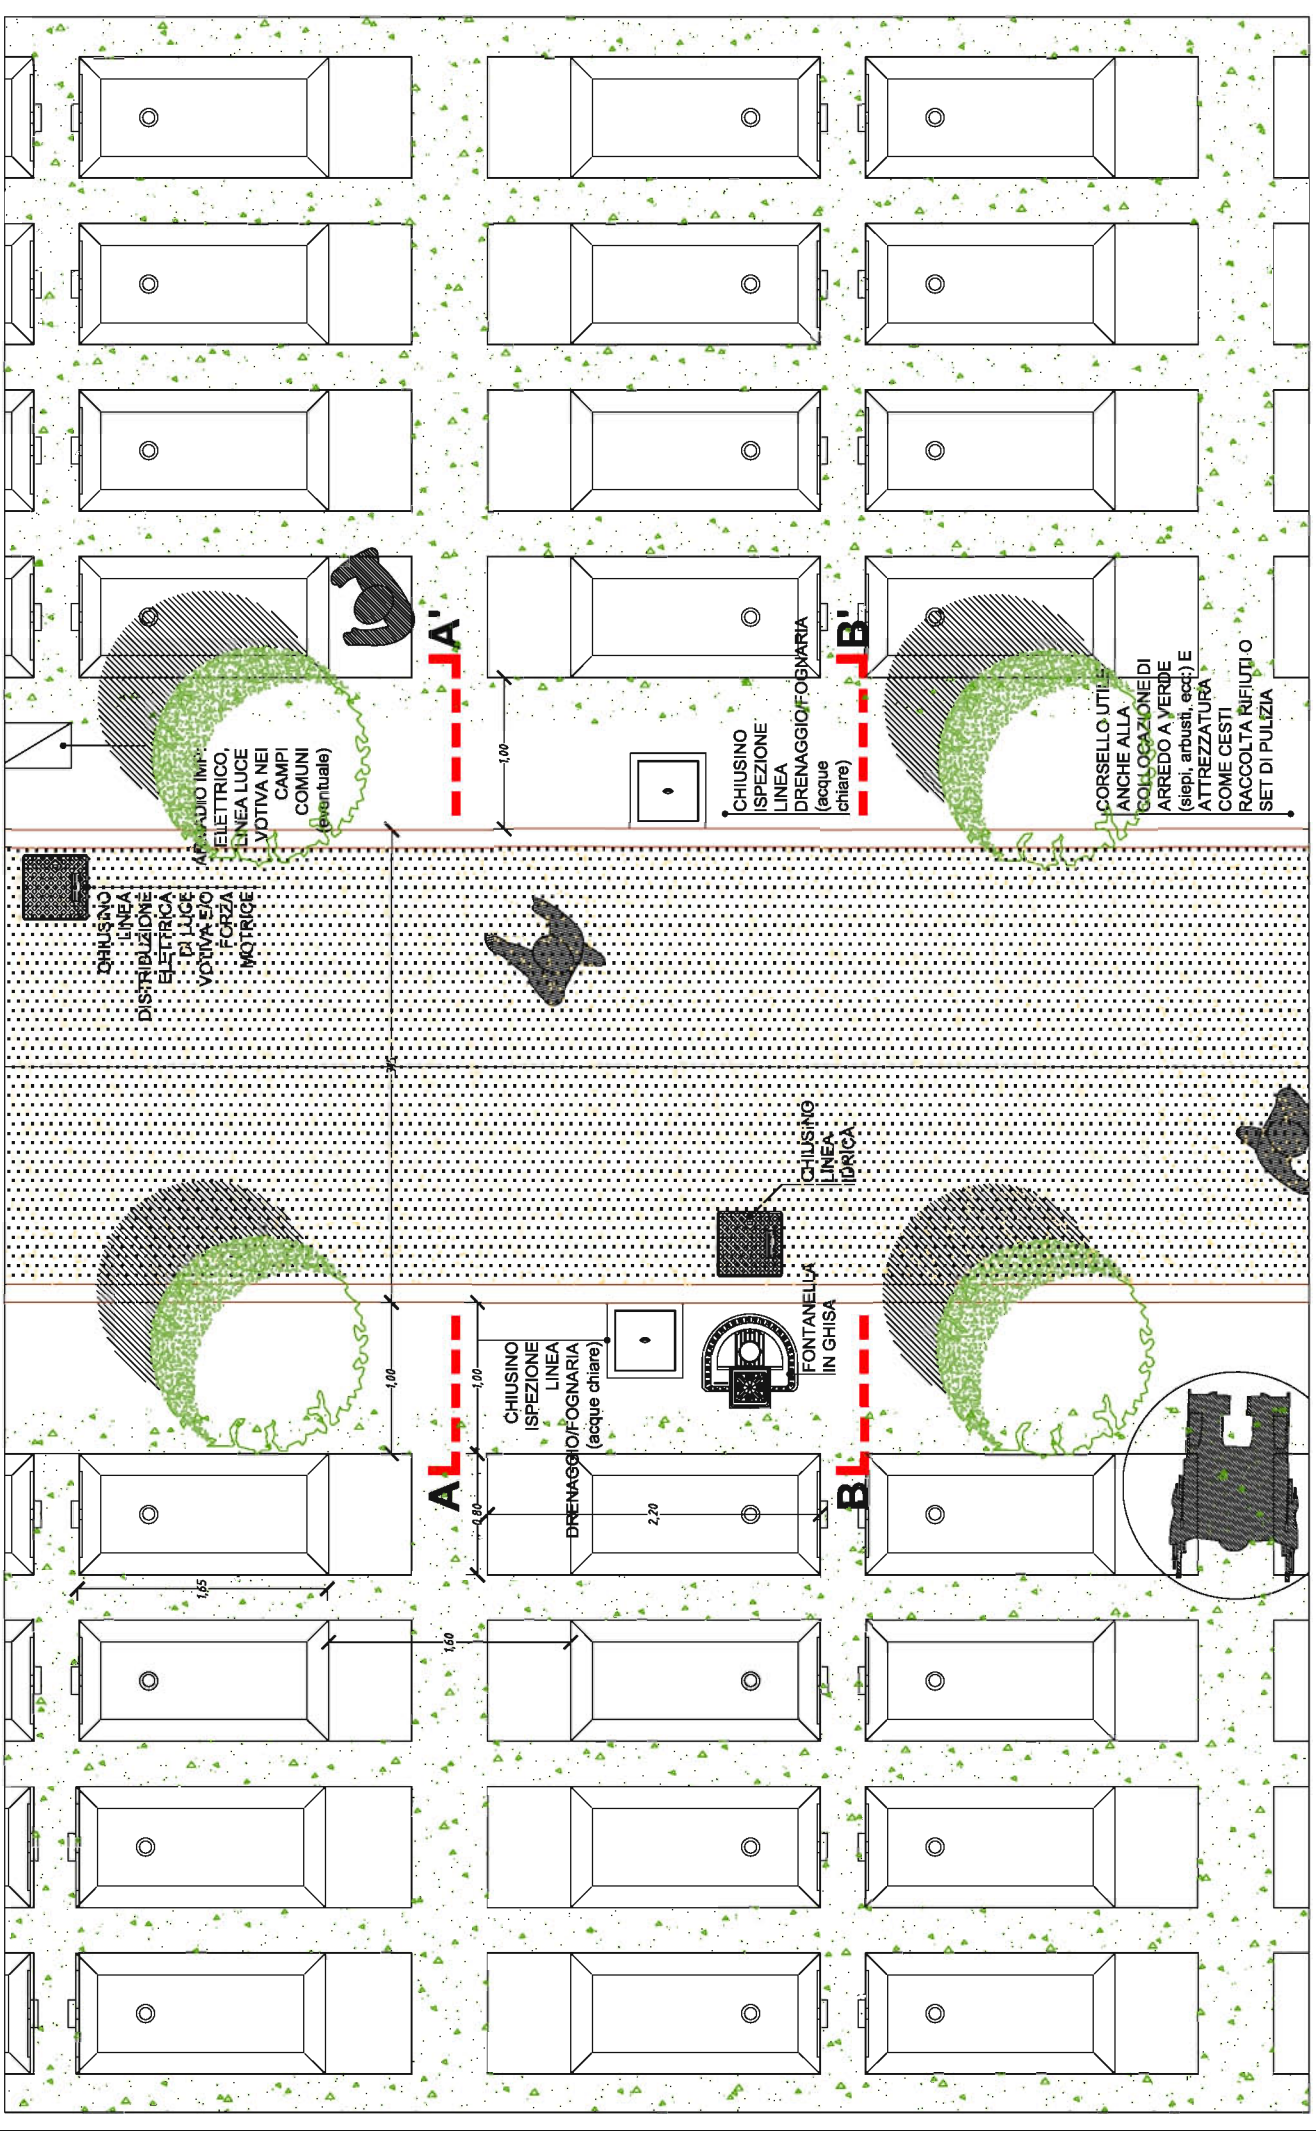 A'
B'
ARMADIO IMP.
ELETTRICO,
LINEA LUCE
VOTIVA NEI
CAMPI
COMUNI
(eventuale)
1,00
CHIUSINO
ISPEZIONE
LINEA
DRENAGGIO/FOGNARIA
(acque
chiare)
CORSELLO UTILE
ANCHE ALLA
COLLOCAZIONE DI
ARREDO A VERDE
(siepi, arbusti, ecc.) E
ATTREZZATURA
COME CESTI
RACCOLTA RIFIUTI O
SET DI PULIZIA
CHIUSINO
LINEA
DISTRIBUZIONE
ELETTRICA
DI LUCE
VOTIVA E/O
FORZA
MOTRICE
CHIUSINO
LINEA
IDRICA
FONTANELLA
IN GHISA
1,00
1,00
CHIUSINO
ISPEZIONE
LINEA
DRENAGGIO/FOGNARIA
(acque chiare)
A
B
0,80
2,20
1,65
1,60